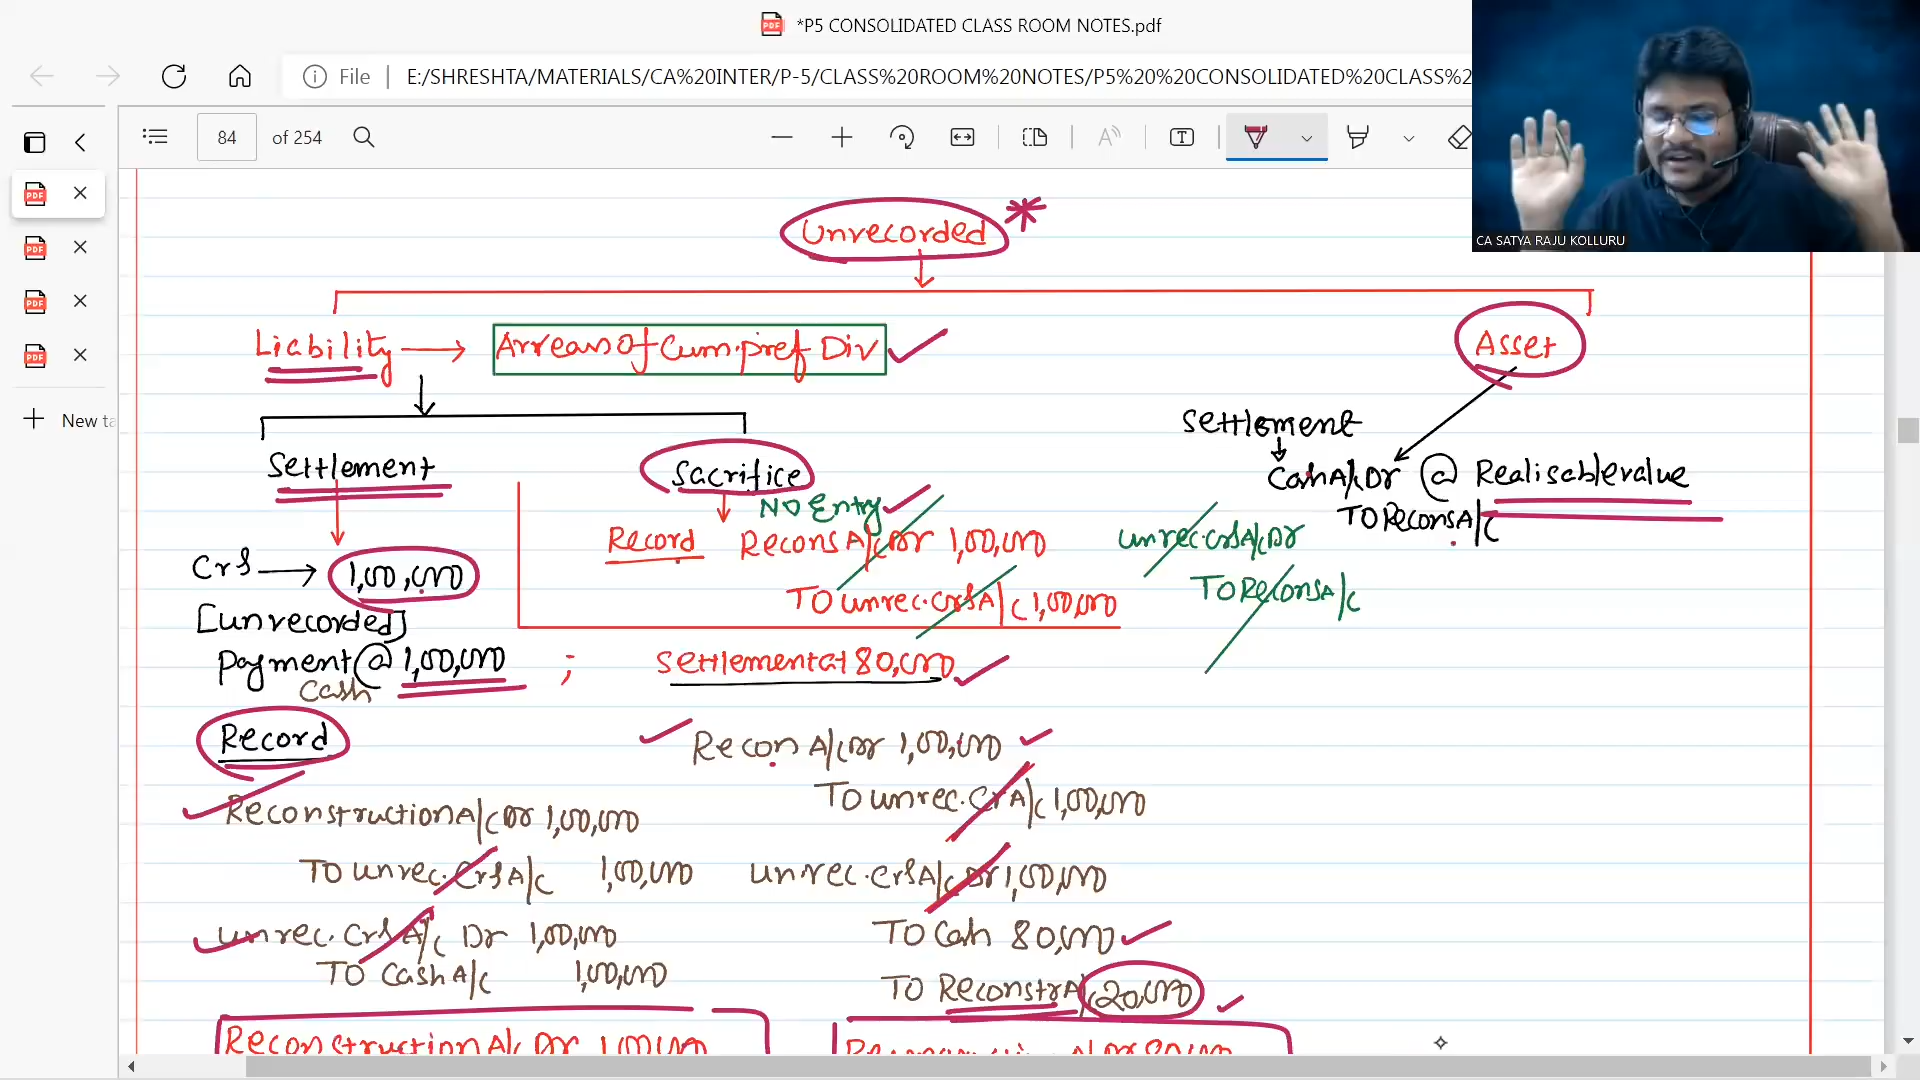 *P5 CONSOLIDATED CLASS ROOM NOTES.pdf
File E:/SHRESHTA/MATERIALS/CA%20INTER/P-5/CLASS%20ROOM%20NOTES/P5%20%20CONSOLIDATED%20CLASS%2
84 of 254
CA SATYA RAJU KOLLURU
New ta
Unrecorded *
Liability → Arrears of Cum.pref Div
Asset
Settlement
Cash A/c Dr @ Realisable value
To Recons A/c
Settlement
Sacrifice
NO Entry
Record Recons A/c Dr 1,00,000
To unrec.Crs A/c 1,00,000
unrec.Crs A/c Dr
To Recons A/c
Crs → 1,00,000
[unrecorded]
payment @ 1,00,000 ; Settlement at 80,000
Cash
Record
Recon A/c Dr 1,00,000
To unrec.Cr A/c 1,00,000
Reconstruction A/c Dr 1,00,000
To unrec.Crs A/c 1,00,000
unrec.Crs A/c Dr 1,00,000
unrec.Crs A/c Dr 1,00,000
To Cash A/c 1,00,000
To Cash 80,000
To Reconstr A/c 20,000
Reconstruction A/c Dr 1,00,000